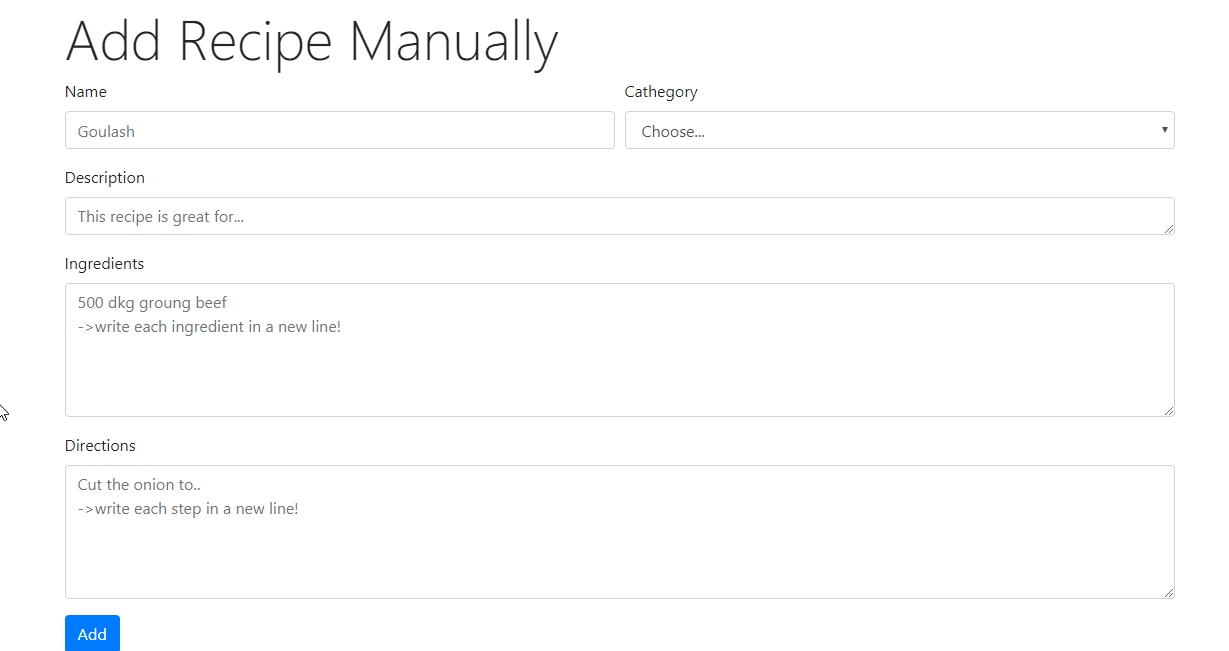 Add Recipe Manually
Name
Cathegory
Goulash
Choose...
Description
This recipe is great for...
Ingredients
500 dkg groung beef
->write each ingredient in a new line!
Directions
Cut the onion to..
->write each step in a new line!
Add